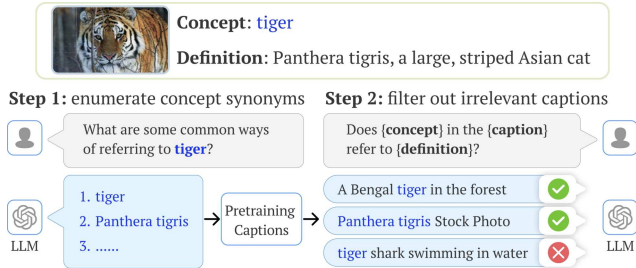 Concept: tiger
Definition: Panthera tigris, a large, striped Asian cat
Step 1: enumerate concept synonyms
What are some common ways
of referring to tiger?
LLM
1. tiger
2. Panthera tigris
3. ......
Pretraining
Captions
Step 2: filter out irrelevant captions
Does {concept} in the {caption}
refer to {definition}?
A Bengal tiger in the forest
Panthera tigris Stock Photo
tiger shark swimming in water
LLM